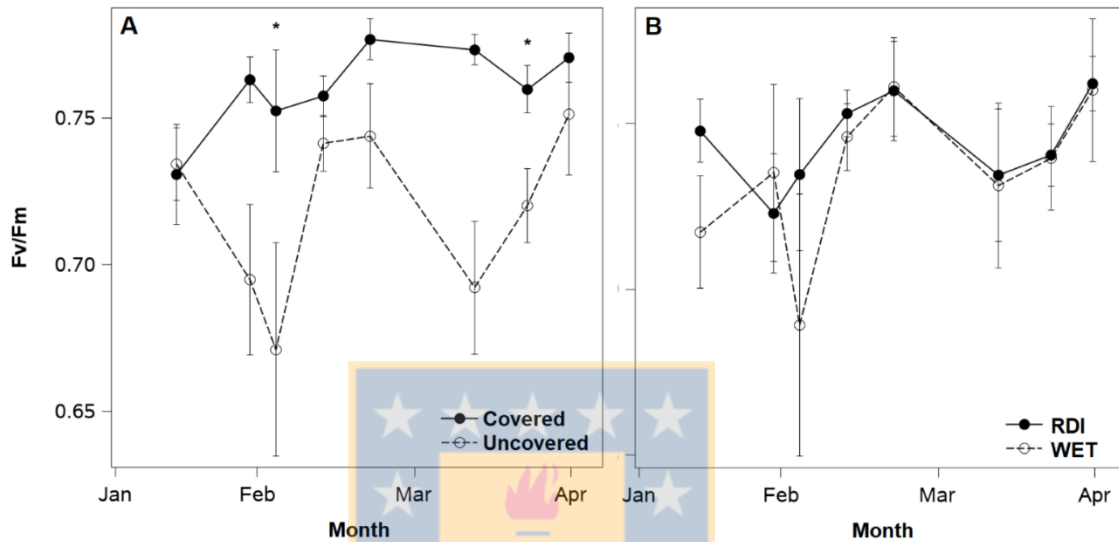 A
*
*
B
Fv/Fm
0.75
0.70
0.65
Covered
Uncovered
RDI
WET
Jan
Feb
Mar
Apr
Jan
Feb
Mar
Apr
Month
Month